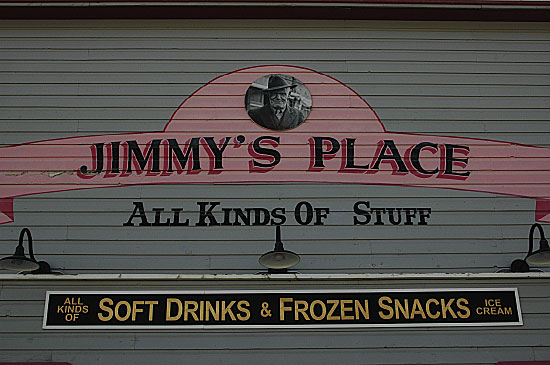 JIMMY'S PLACE
ALL KINDS OF STUFF
ALL KINDS OF SOFT DRINKS & FROZEN SNACKS ICE CREAM